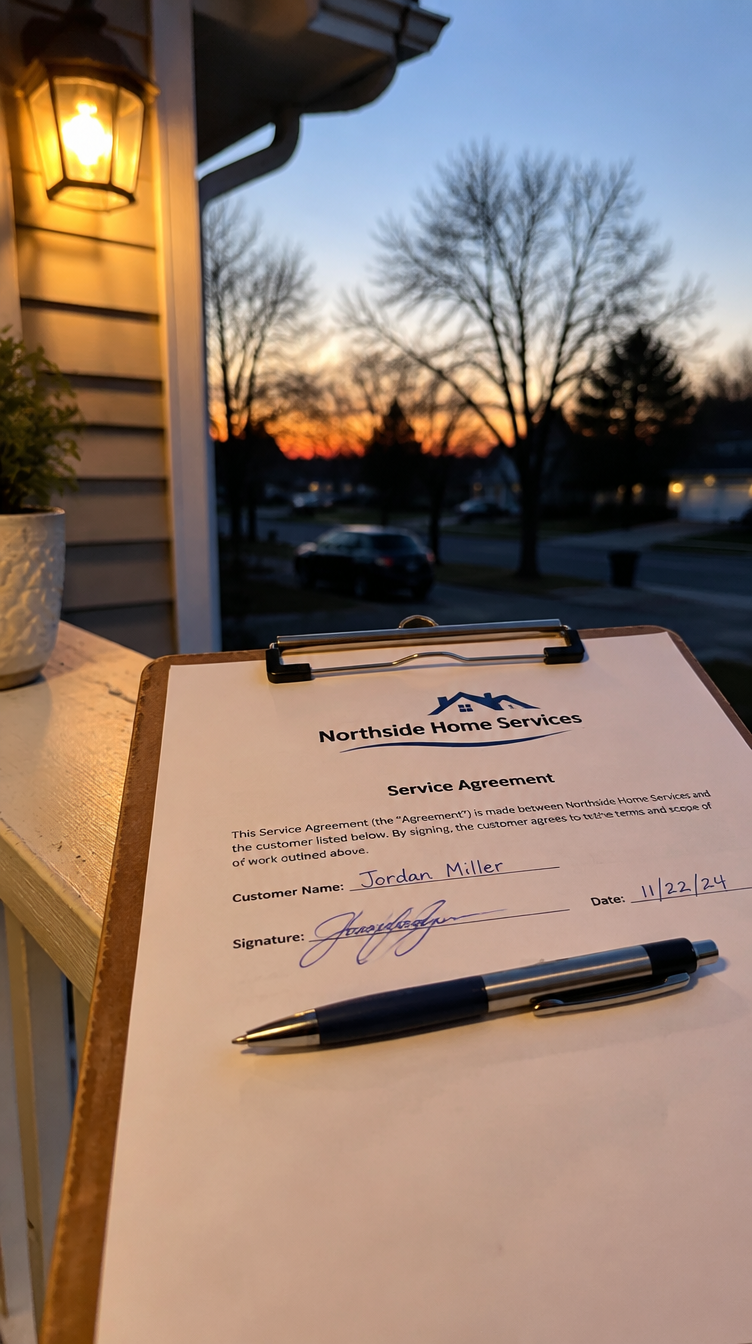 Northside Home Services
Service Agreement
This Service Agreement (the “Agreement”) is made between Northside Home Services and
the customer listed below. By signing, the customer agrees to terms and scope of
of work outlined above.
Customer Name: Jordan Miller
Date: 11/22/24
Signature: